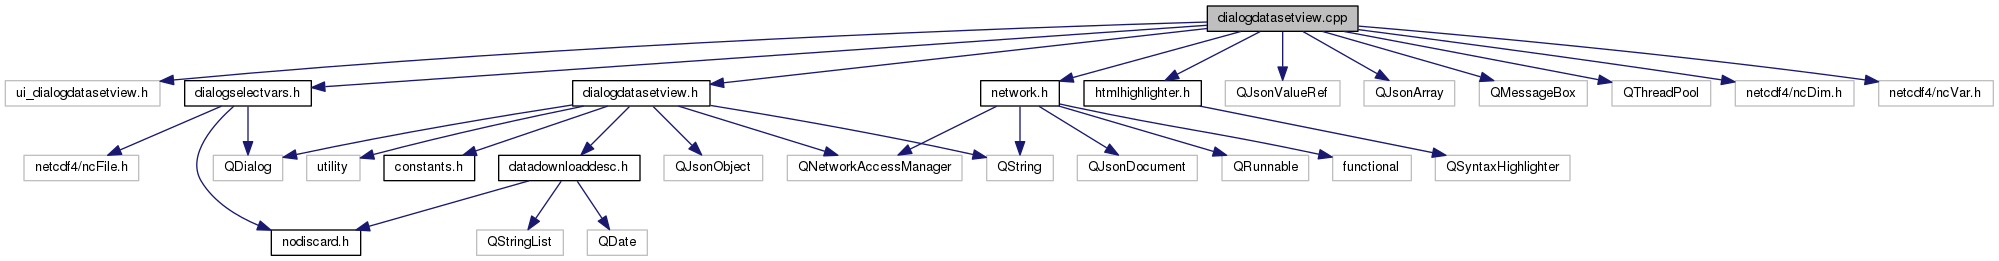 dialogdatasetview.cpp
ui_dialogdatasetview.h
dialogselectvars.h
dialogdatasetview.h
network.h
htmlhighlighter.h
QJsonValueRef
QJsonArray
QMessageBox
QThreadPool
netcdf4/ncDim.h
netcdf4/ncVar.h
netcdf4/ncFile.h
QDialog
utility
constants.h
datadownloaddesc.h
QJsonObject
QNetworkAccessManager
QString
QJsonDocument
QRunnable
functional
QSyntaxHighlighter
nodiscard.h
QStringList
QDate